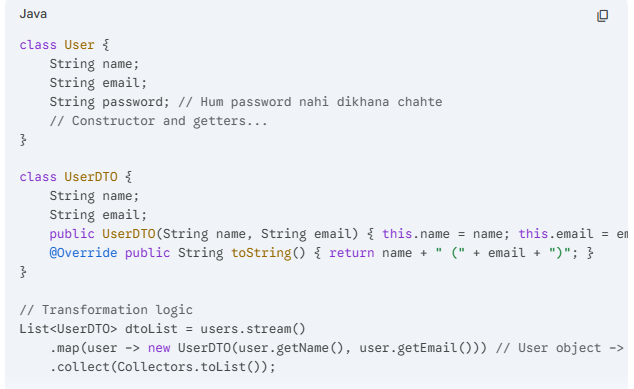 Java
class User {
    String name;
    String email;
    String password; // Hum password nahi dikhana chahte
    // Constructor and getters...
}

class UserDTO {
    String name;
    String email;
    public UserDTO(String name, String email) { this.name = name; this.email = em
    @Override public String toString() { return name + " (" + email + ")"; }
}

// Transformation logic
List<UserDTO> dtoList = users.stream()
    .map(user -> new UserDTO(user.getName(), user.getEmail())) // User object ->
    .collect(Collectors.toList());